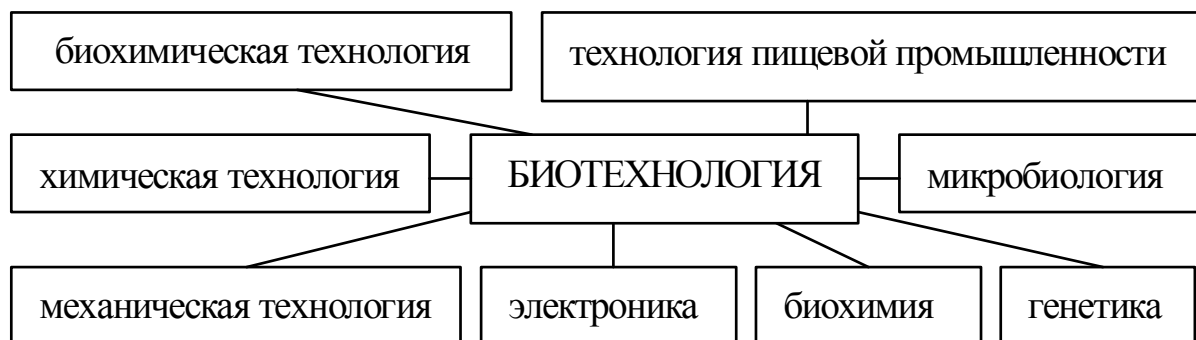 биохимическая технология
технология пищевой промышленности
химическая технология
БИОТЕХНОЛОГИЯ
микробиология
механическая технология
электроника
биохимия
генетика